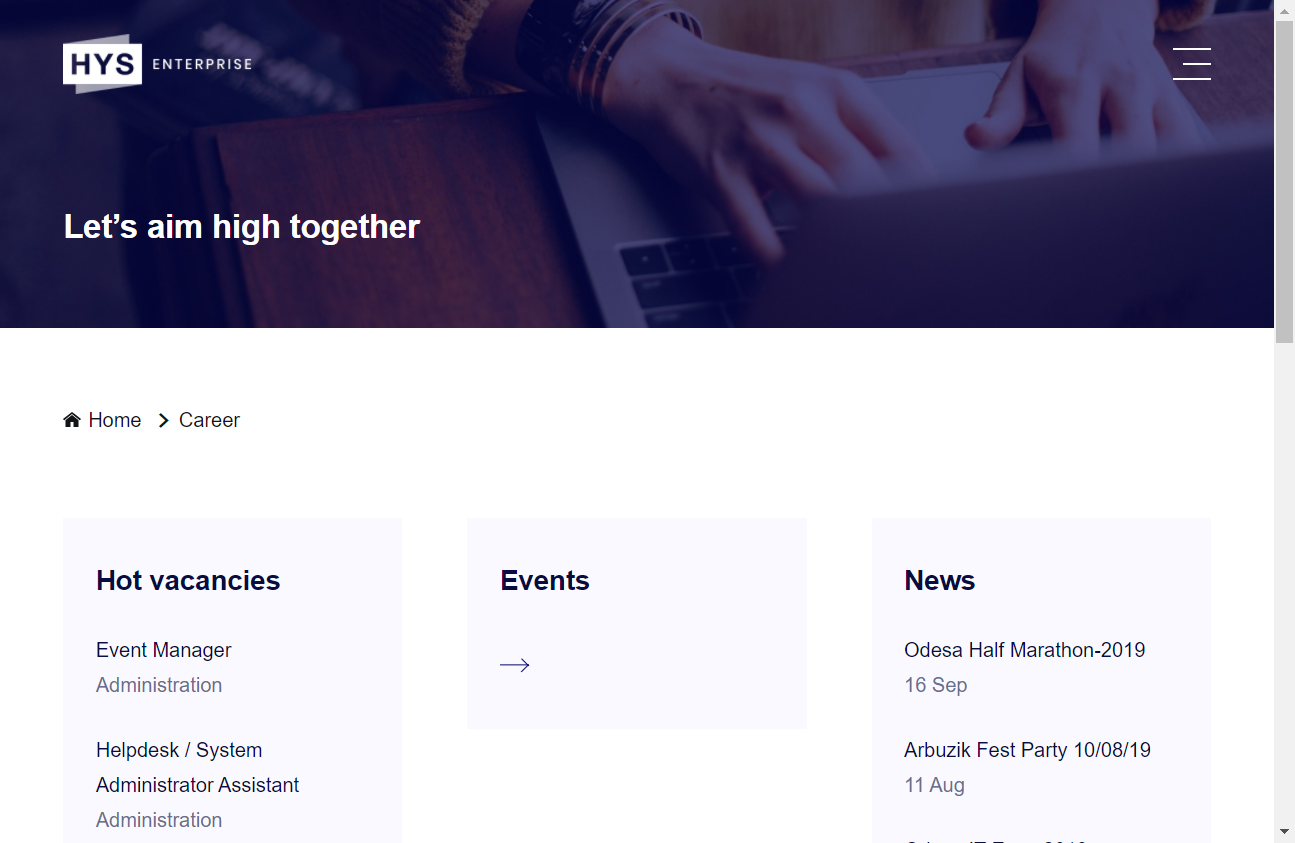 HYS ENTERPRISE
Let’s aim high together
Home
Career
Hot vacancies
Event Manager
Administration
Helpdesk / System
Administrator Assistant
Administration
Events
News
Odesa Half Marathon-2019
16 Sep
Arbuzik Fest Party 10/08/19
11 Aug